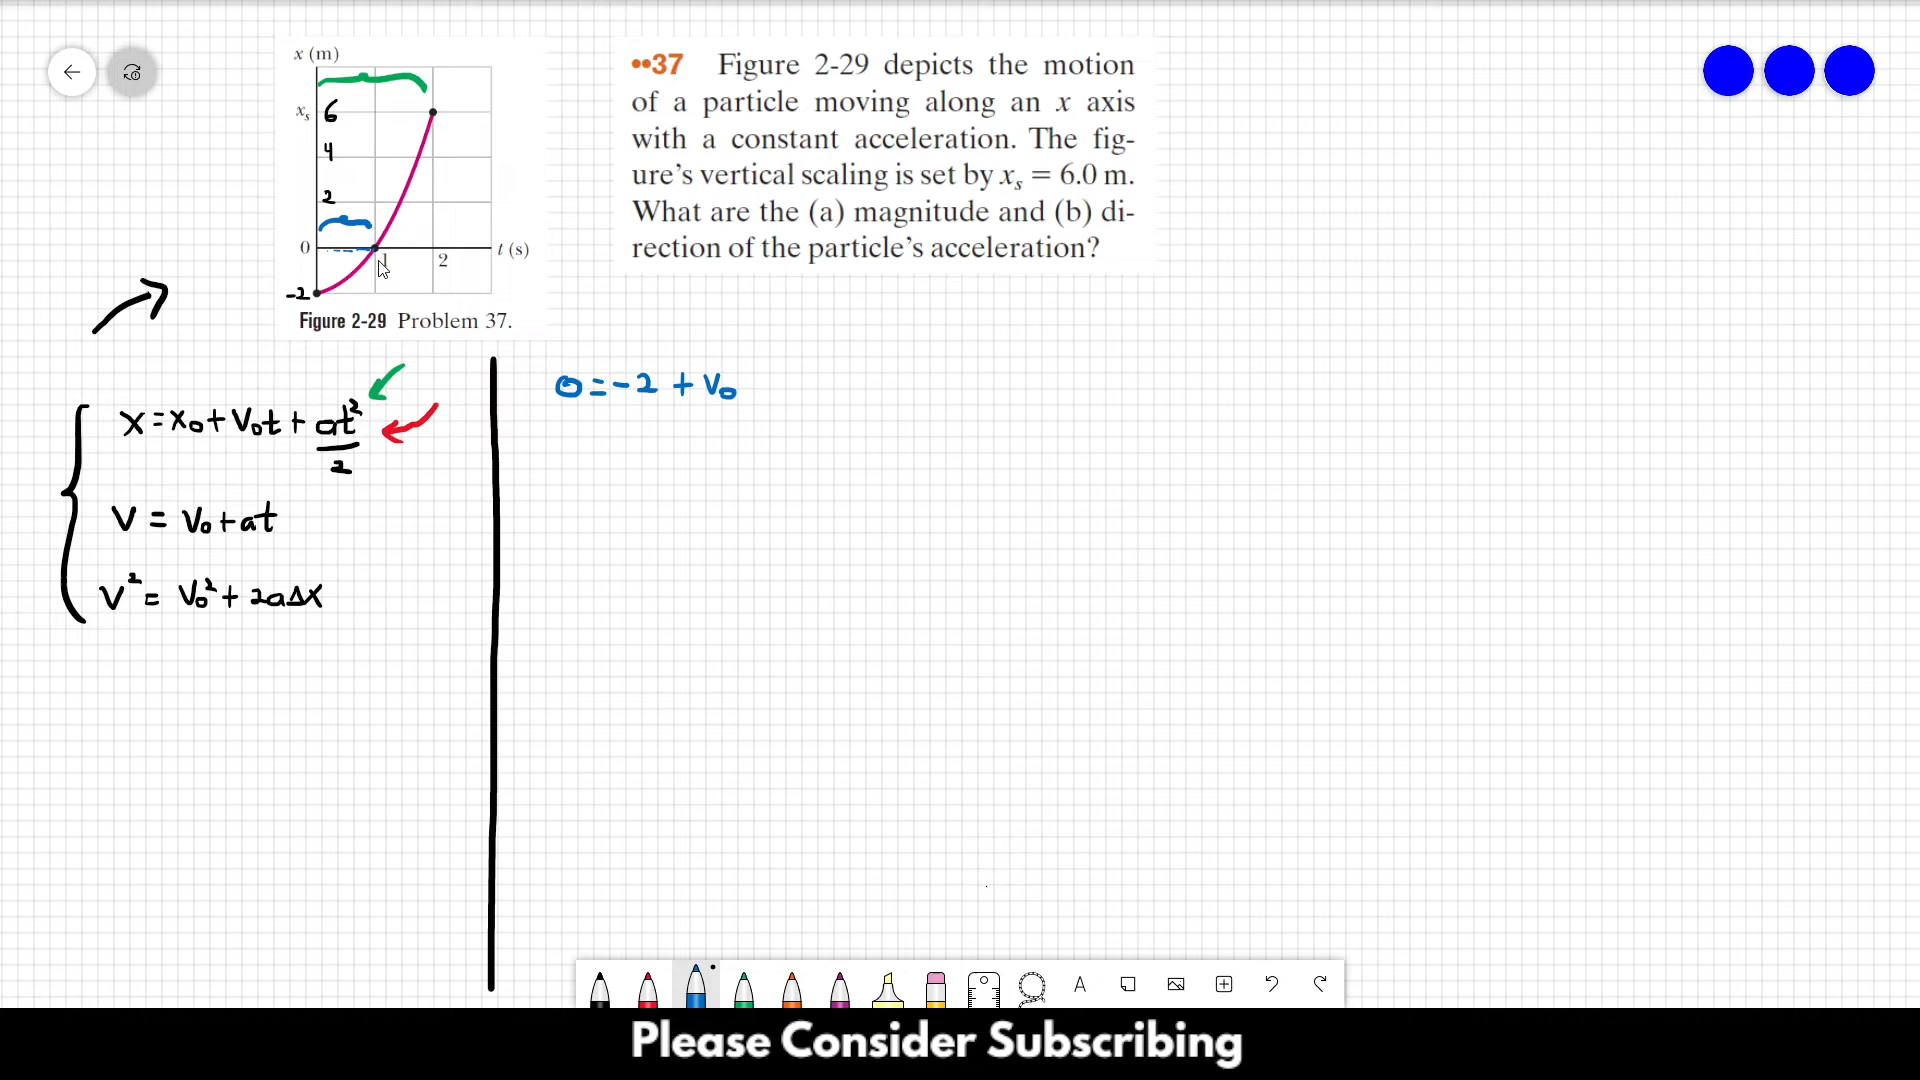 x (m)
xs 6
4
2
0
1 2 t (s)
-2
Figure 2-29 Problem 37.
••37 Figure 2-29 depicts the motion
of a particle moving along an x axis
with a constant acceleration. The fig-
ure’s vertical scaling is set by xs = 6.0 m.
What are the (a) magnitude and (b) di-
rection of the particle’s acceleration?
x = x₀ + v₀t + at²
2
v = v₀ + at
v² = v₀² + 2aΔx
0 = -2 + v₀
A
Please Consider Subscribing